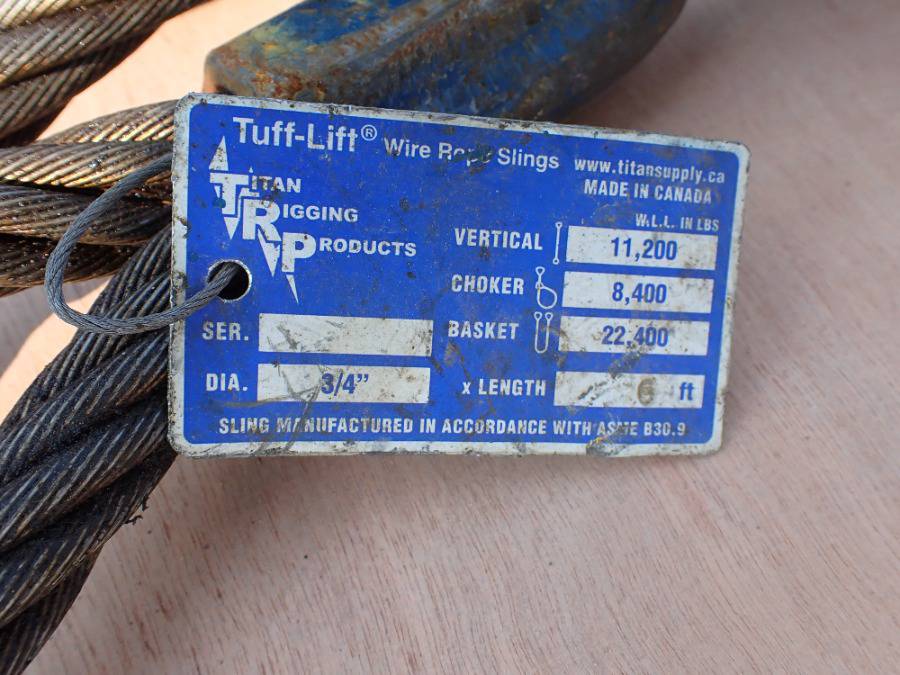 Tuff-Lift® Wire Rope Slings www.titansupply.ca
MADE IN CANADA
TITAN
RIGGING
PRODUCTS
W.L.L. IN LBS
VERTICAL 11,200
CHOKER 8,400
BASKET 22,400
SER.
DIA. 3/4" x LENGTH 6 ft
SLING MANUFACTURED IN ACCORDANCE WITH ASME B30.9